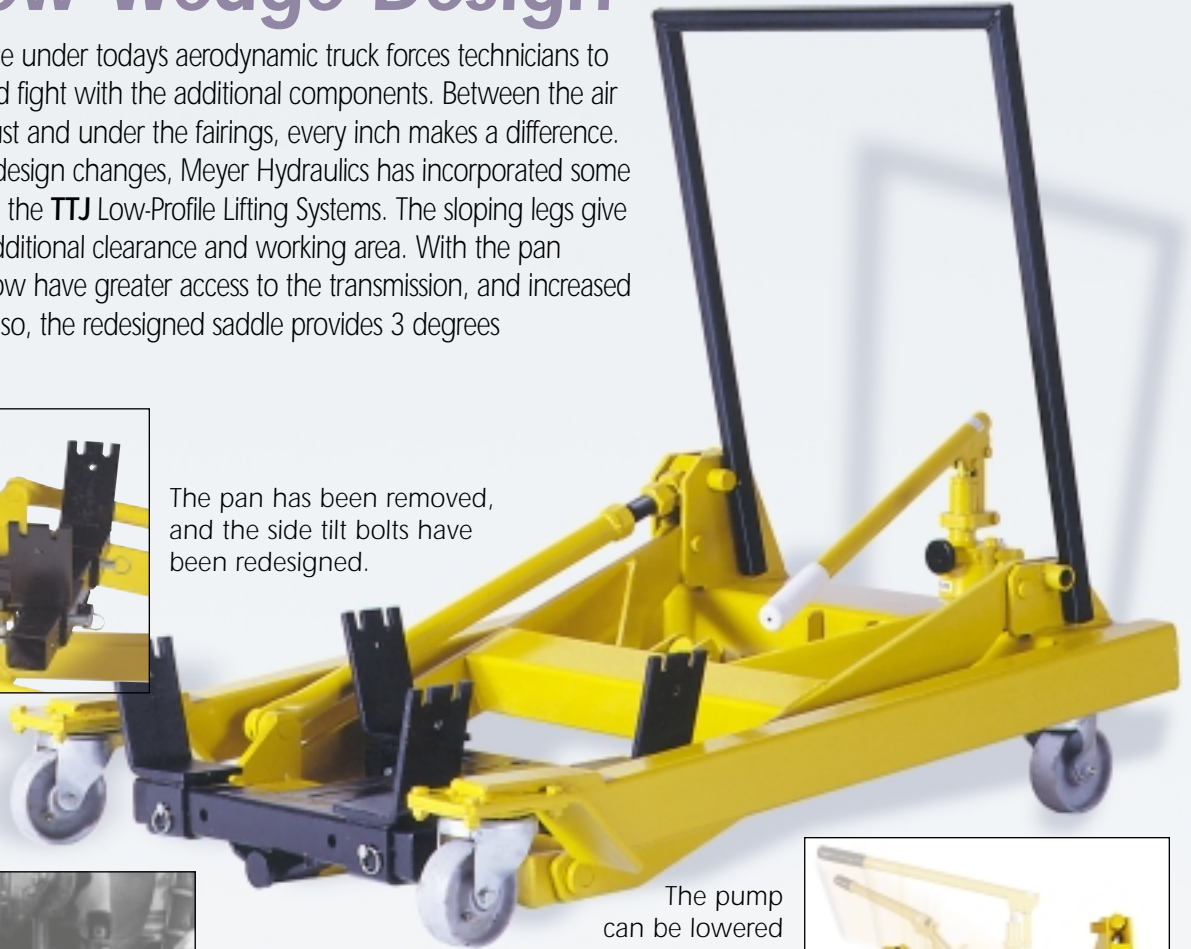 Wedge Design
e under today's aerodynamic truck forces technicians to
d fight with the additional components. Between the air
ust and under the fairings, every inch makes a difference.
design changes, Meyer Hydraulics has incorporated some
the TTJ Low-Profile Lifting Systems. The sloping legs give
dditional clearance and working area. With the pan
ow have greater access to the transmission, and increased
so, the redesigned saddle provides 3 degrees
The pan has been removed,
and the side tilt bolts have
been redesigned.
The pump
can be lowered